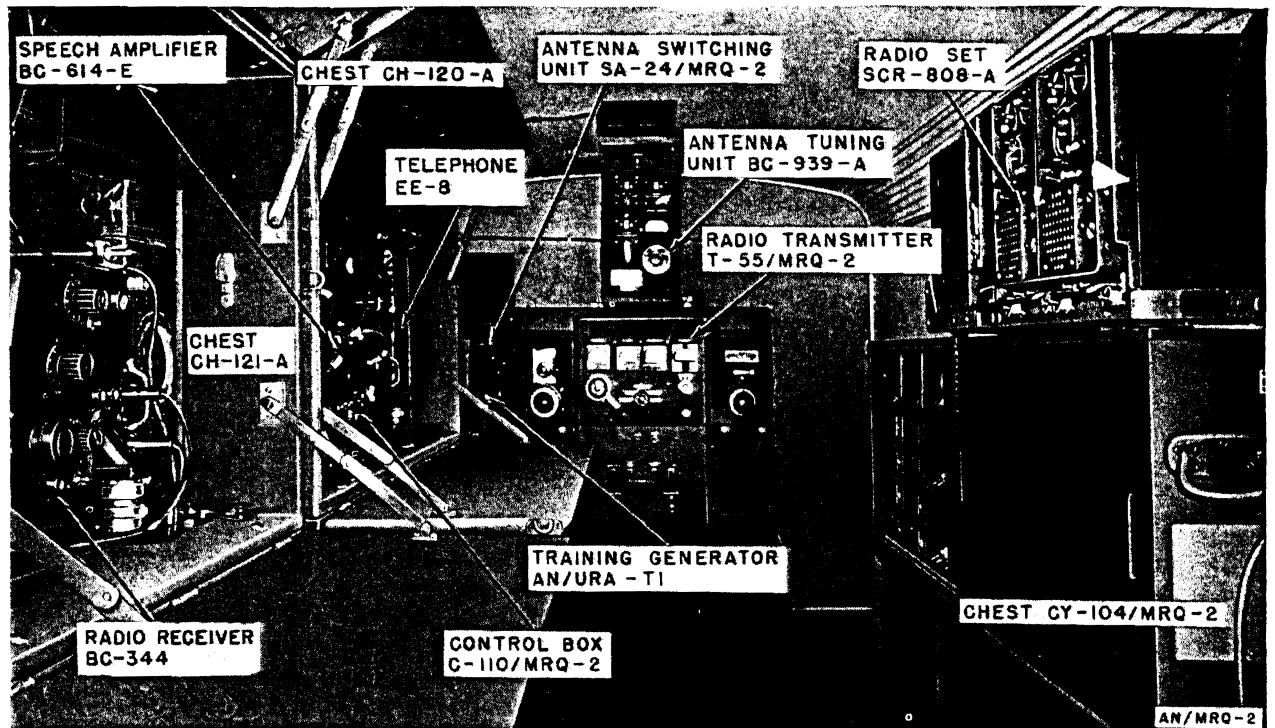 SPEECH AMPLIFIER
BC-614-E
CHEST CH-120-A
ANTENNA SWITCHING
UNIT SA-24/MRQ-2
RADIO SET
SCR-808-A
TELEPHONE
EE-8
ANTENNA TUNING
UNIT BC-939-A
RADIO TRANSMITTER
T-55/MRQ-2
CHEST
CH-121-A
TRAINING GENERATOR
AN/URA-T1
CHEST CY-104/MRQ-2
RADIO RECEIVER
BC-344
CONTROL BOX
C-110/MRQ-2
AN/MRQ-2